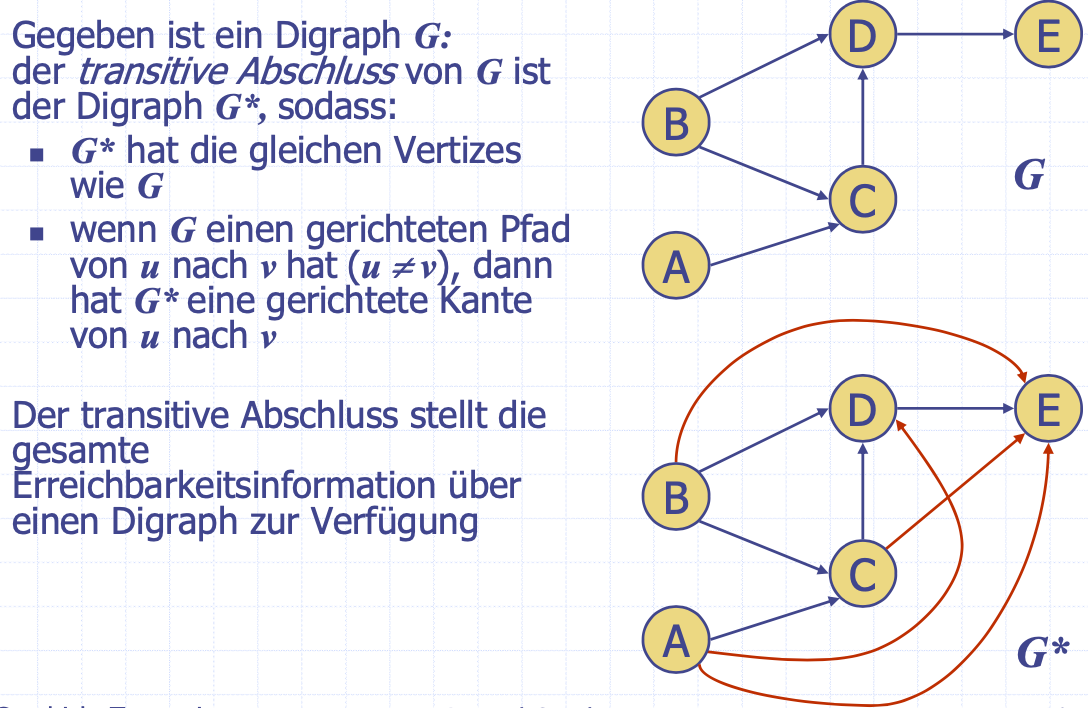 Gegeben ist ein Digraph G:
der transitive Abschluss von G ist
der Digraph G*, sodass:
G* hat die gleichen Vertizes
wie G
wenn G einen gerichteten Pfad
von u nach v hat (u ≠ v), dann
hat G* eine gerichtete Kante
von u nach v
Der transitive Abschluss stellt die
gesamte
Erreichbarkeitsinformation über
einen Digraph zur Verfügung
D
E
B
C
G
A
D
E
B
C
A
G*